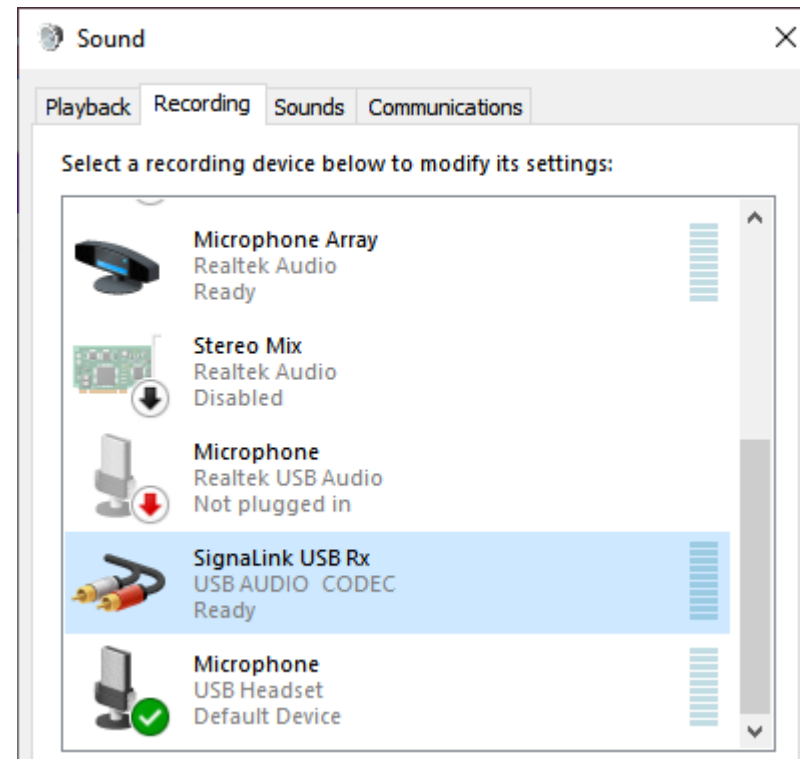 Sound
Playback Recording Sounds Communications
Select a recording device below to modify its settings:
Microphone Array
Realtek Audio
Ready
Stereo Mix
Realtek Audio
Disabled
Microphone
Realtek USB Audio
Not plugged in
SignaLink USB Rx
USB AUDIO  CODEC
Ready
Microphone
USB Headset
Default Device